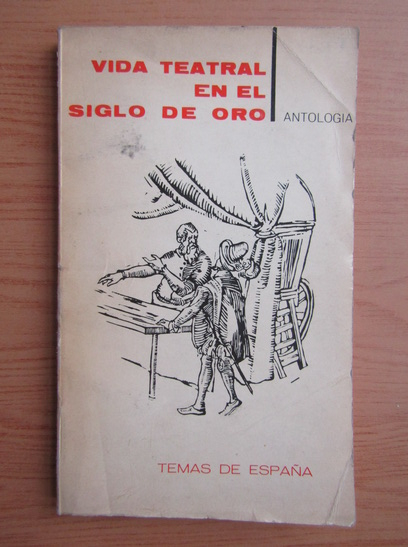 VIDA TEATRAL
EN EL
SIGLO DE ORO
ANTOLOGIA
TEMAS DE ESPAÑA